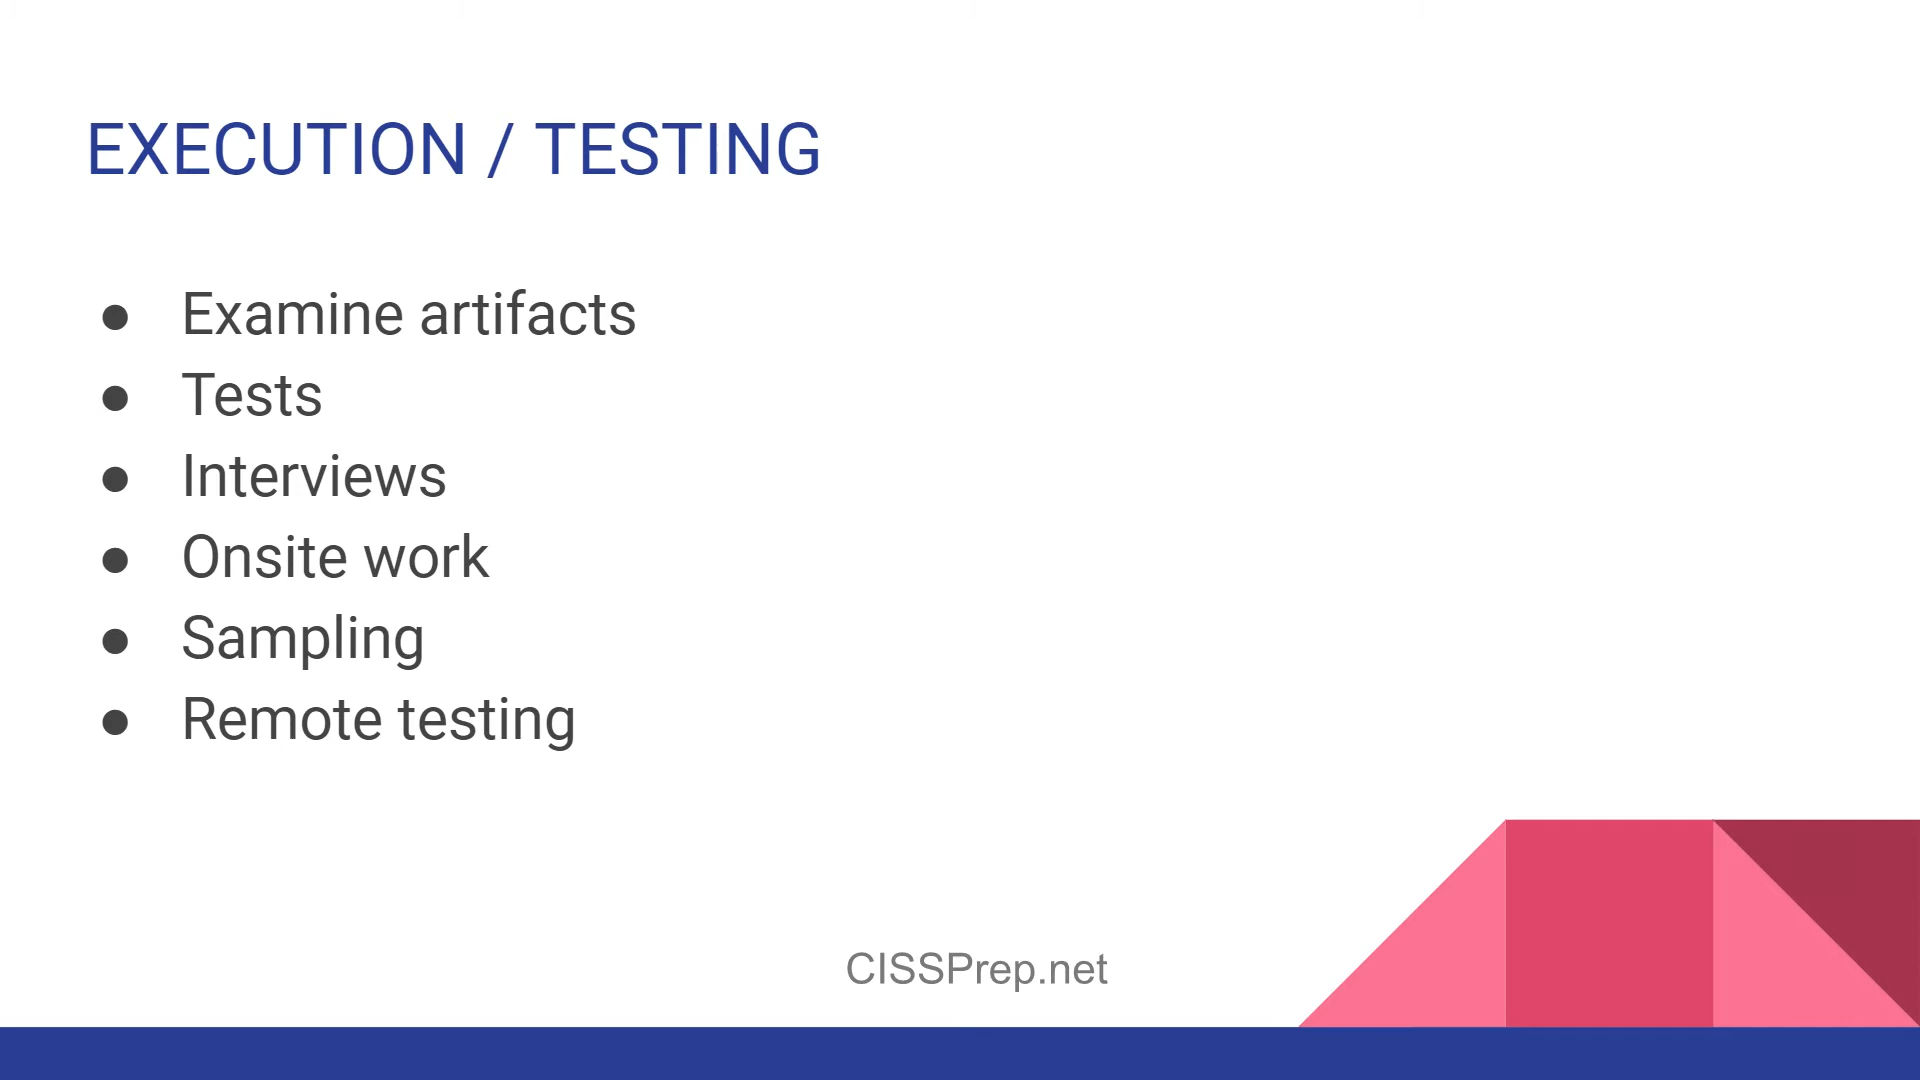 EXECUTION / TESTING
● Examine artifacts
● Tests
● Interviews
● Onsite work
● Sampling
● Remote testing
CISSPrep.net